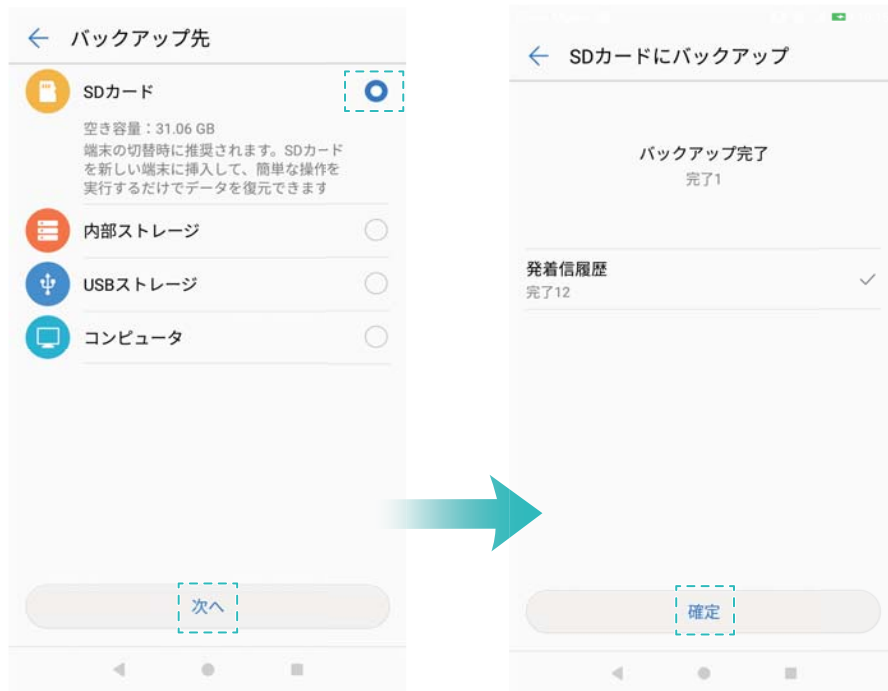 バックアップ先
SDカード
空き容量：31.06 GB
端末の切替時に推奨されます。SDカード
を新しい端末に挿入して、簡単な操作を
実行するだけでデータを復元できます
内部ストレージ
USBストレージ
コンピュータ
次へ
SDカードにバックアップ
バックアップ完了
完了1
発着信履歴
完了12
確定